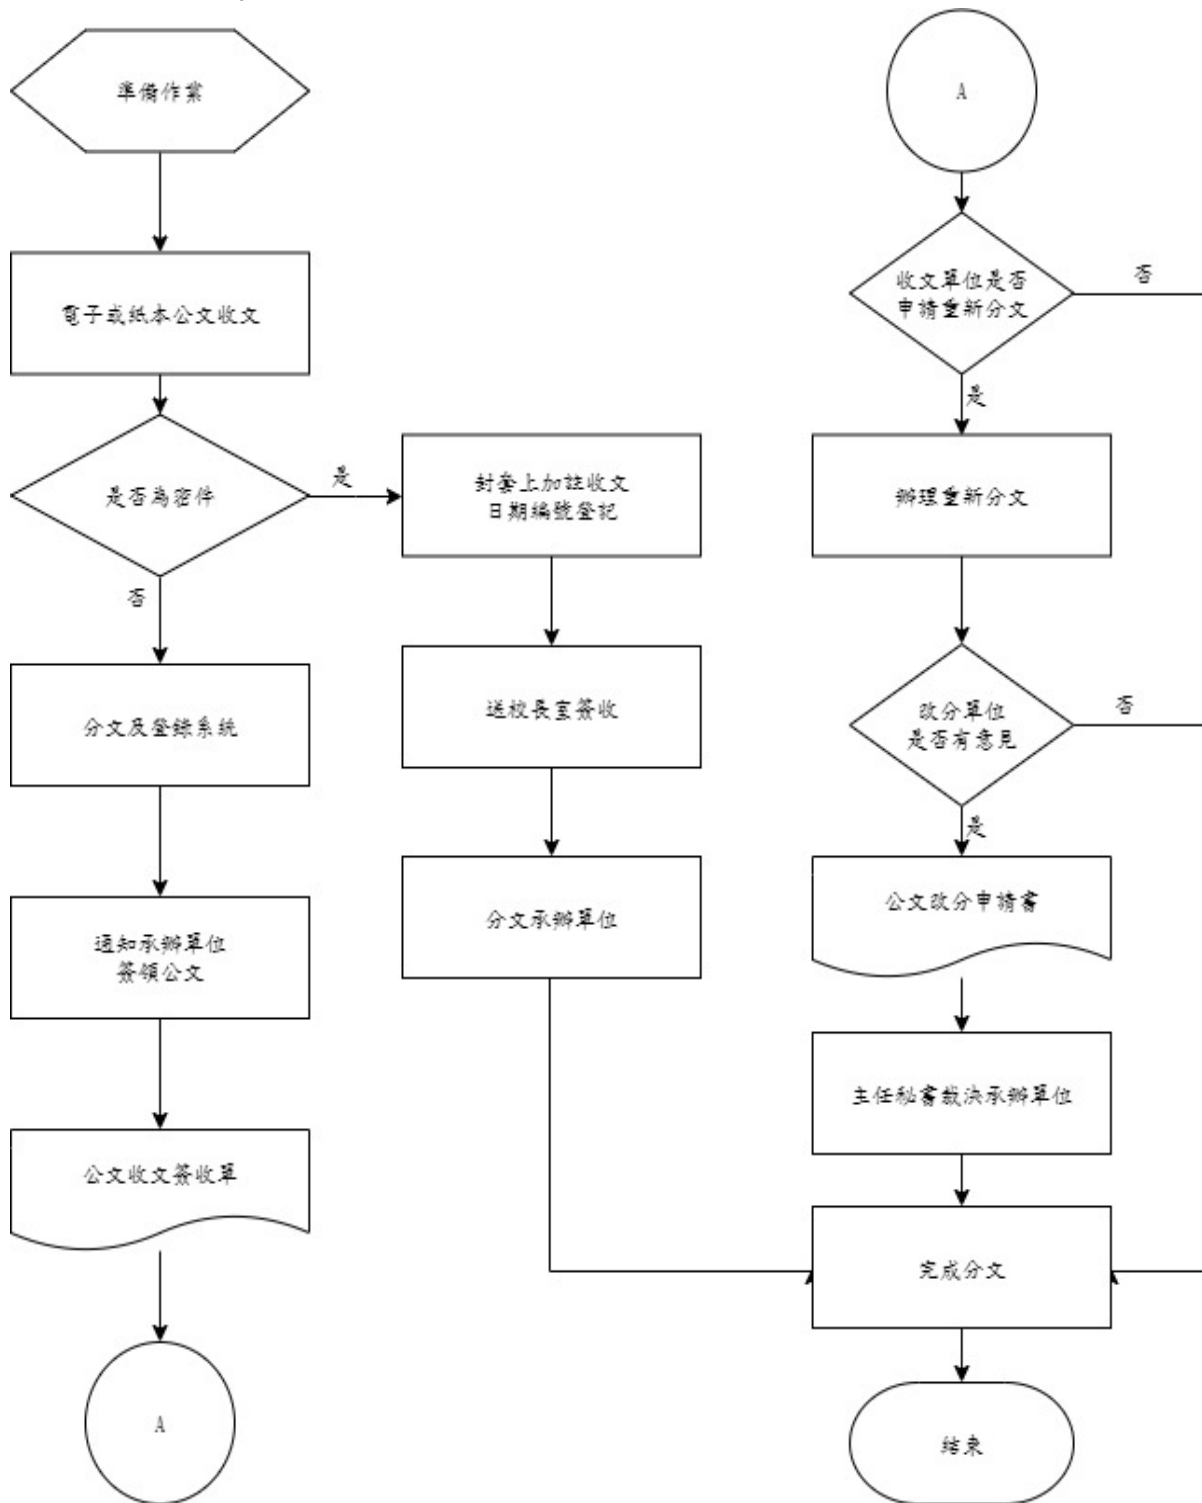 準備作業
電子或紙本公文收文
是否為密件
是
否
封套上加註收文
日期編號登記
送校長室簽收
分文承辦單位
分文及登錄系統
通知承辦單位
簽領公文
公文收文簽收單
A
A
收文單位是否
申請重新分文
否
是
辦理重新分文
改分單位
是否有意見
否
是
公文改分申請書
主任秘書裁決承辦單位
完成分文
結束